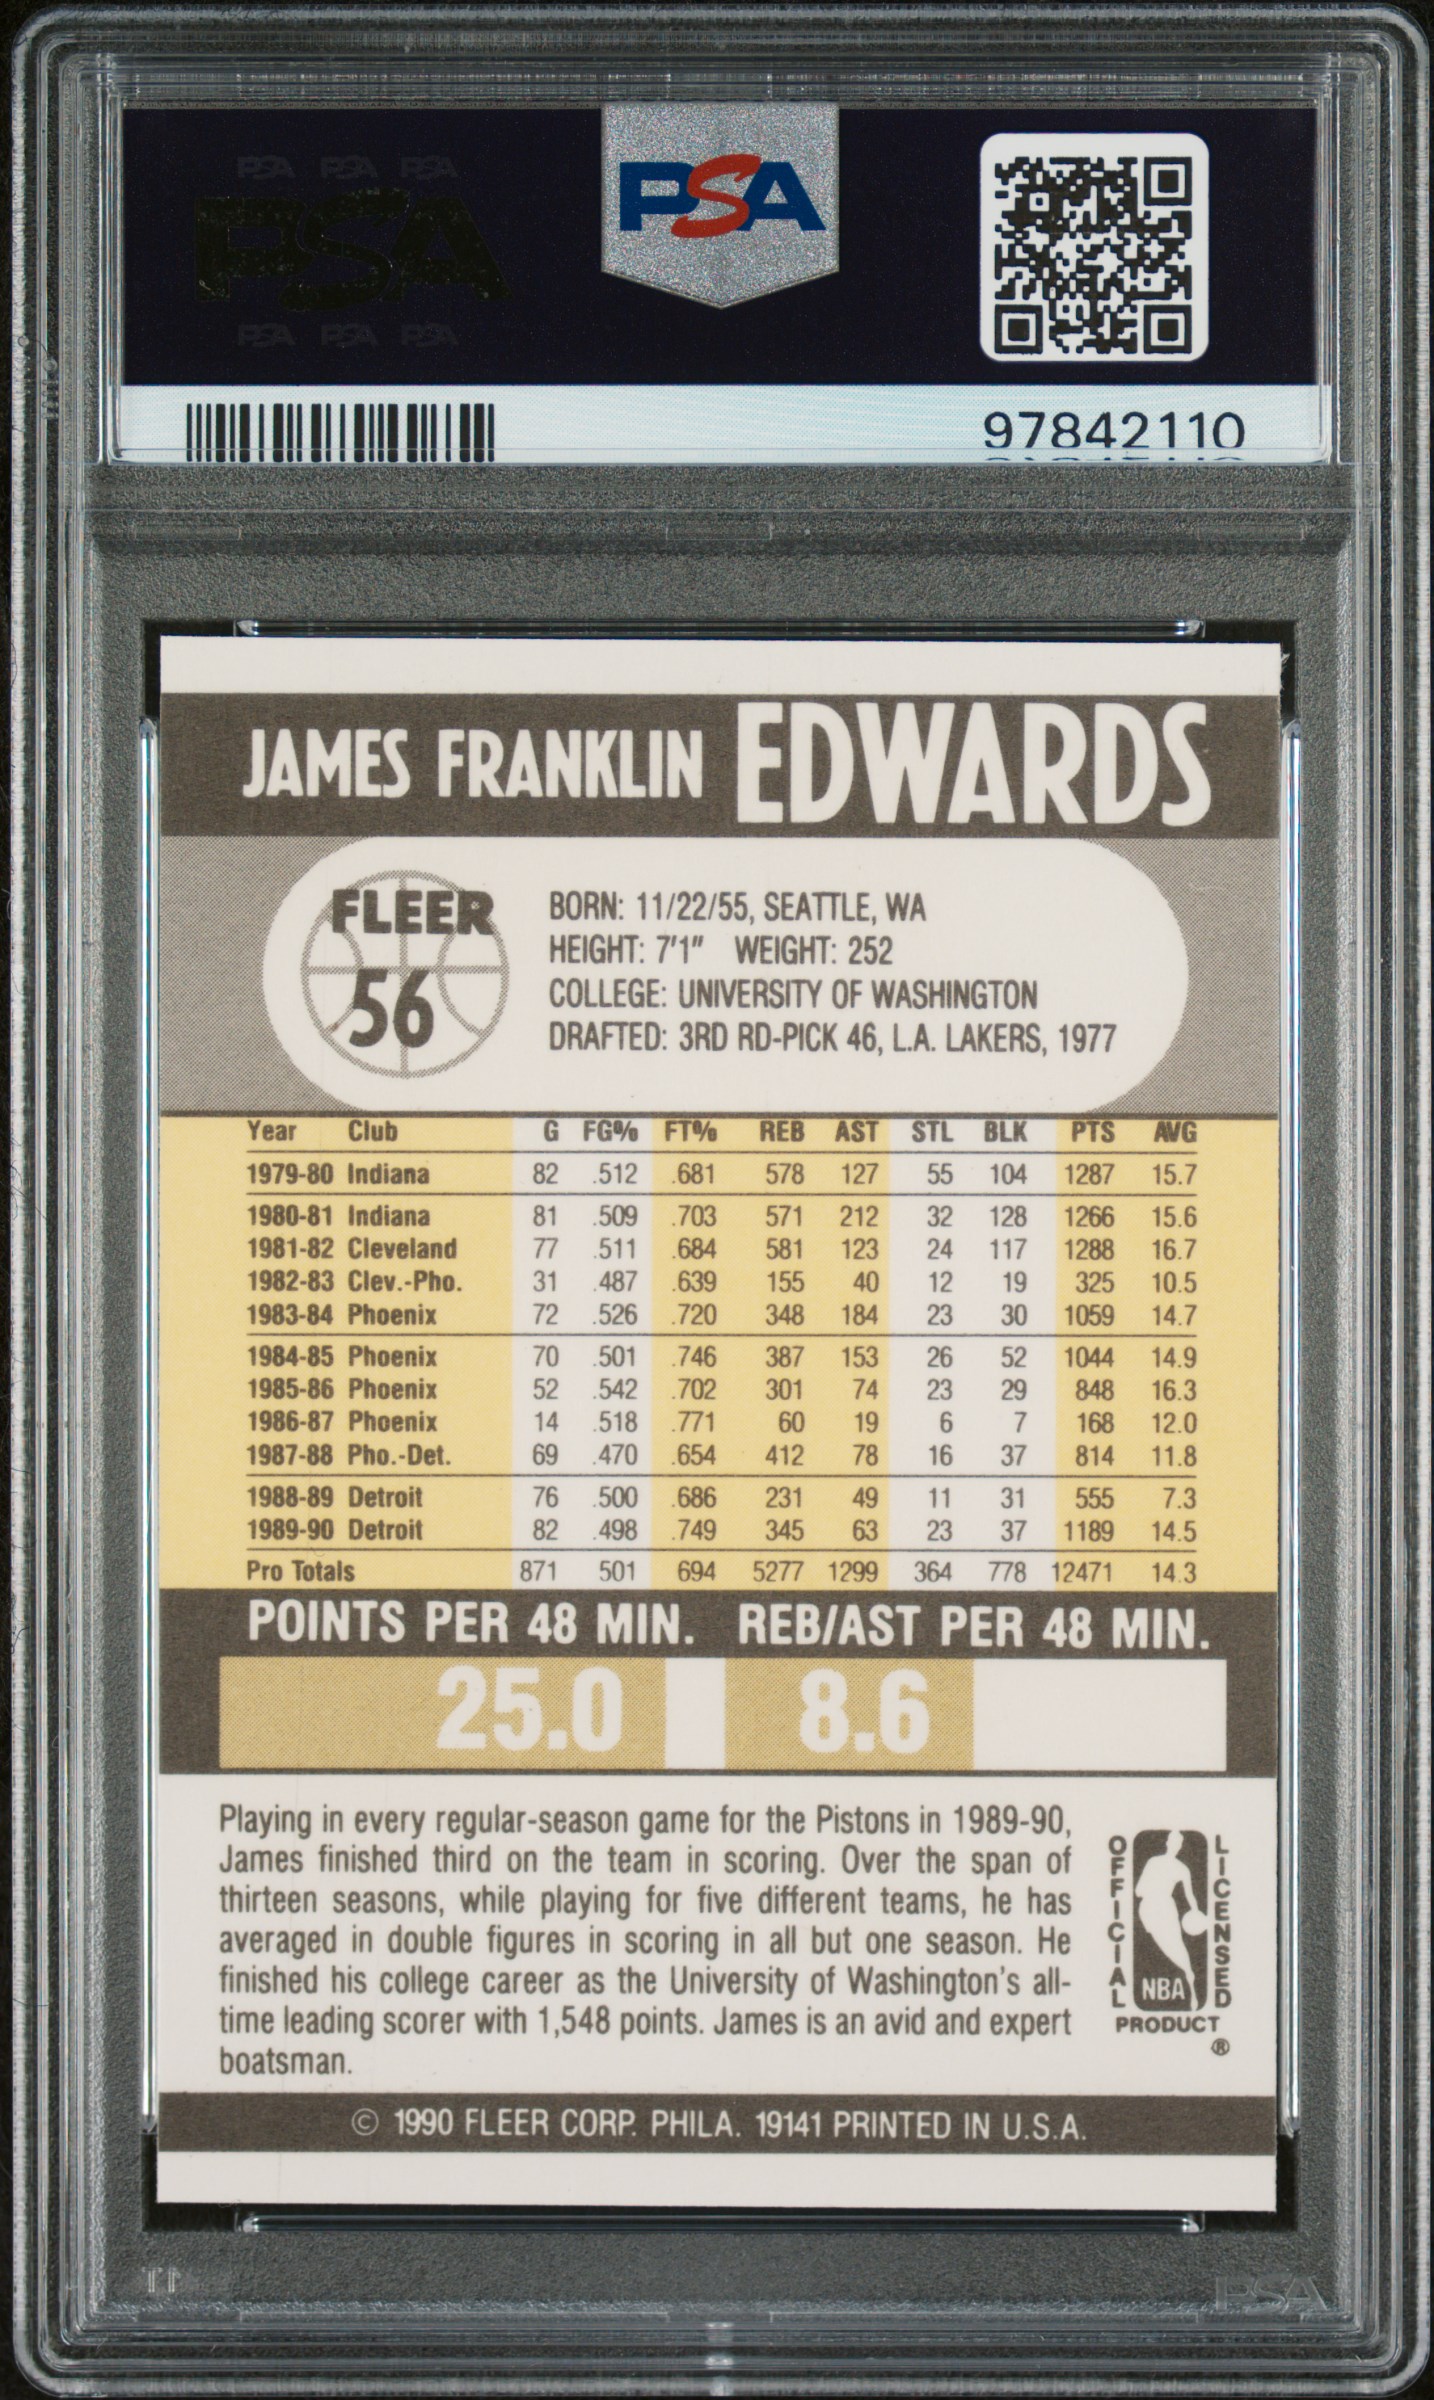 PSA PSA PSA
PSA
PSA PSA PSA
PSA
97842110
JAMES FRANKLIN EDWARDS
FLEER
56
BORN: 11/22/55, SEATTLE, WA
HEIGHT: 7'1" WEIGHT: 252
COLLEGE: UNIVERSITY OF WASHINGTON
DRAFTED: 3RD RD-PICK 46, L.A. LAKERS, 1977
Year Club G FG% FT% REB AST STL BLK PTS AVG
1979-80 Indiana 82 .512 .681 578 127 55 104 1287 15.7
1980-81 Indiana 81 .509 .703 571 212 32 128 1266 15.6
1981-82 Cleveland 77 .511 .684 581 123 24 117 1288 16.7
1982-83 Clev.-Pho. 31 .487 .639 155 40 12 19 325 10.5
1983-84 Phoenix 72 .526 .720 348 184 23 30 1059 14.7
1984-85 Phoenix 70 .501 .746 387 153 26 52 1044 14.9
1985-86 Phoenix 52 .542 .702 301 74 23 29 848 16.3
1986-87 Phoenix 14 .518 .771 60 19 6 7 168 12.0
1987-88 Pho.-Det. 69 .470 .654 412 78 16 37 814 11.8
1988-89 Detroit 76 .500 .686 231 49 11 31 555 7.3
1989-90 Detroit 82 .498 .749 345 63 23 37 1189 14.5
Pro Totals 871 501 694 5277 1299 364 778 12471 14.3
POINTS PER 48 MIN. REB/AST PER 48 MIN.
25.0 8.6
Playing in every regular-season game for the Pistons in 1989-90,
James finished third on the team in scoring. Over the span of
thirteen seasons, while playing for five different teams, he has
averaged in double figures in scoring in all but one season. He
finished his college career as the University of Washington's all-
time leading scorer with 1,548 points. James is an avid and expert
boatsman.
OFFICIAL LICENSED
NBA
PRODUCT
®
© 1990 FLEER CORP. PHILA. 19141 PRINTED IN U.S.A.
PSA